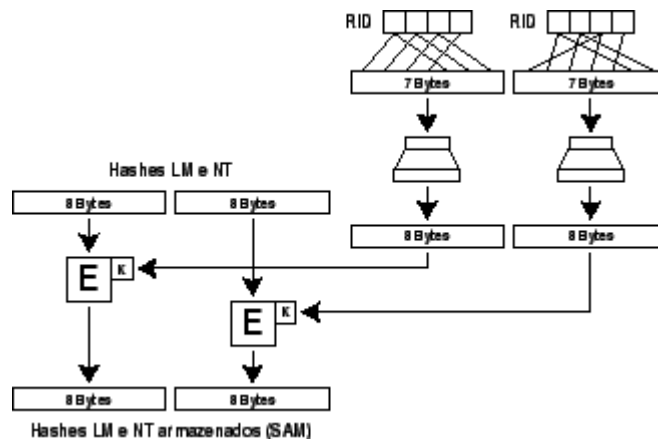 RID RID
7 Bytes 7 Bytes
Hashes LM e NT
8 Bytes 8 Bytes
8 Bytes 8 Bytes
E K
E K
8 Bytes 8 Bytes
Hashes LM e NT armazenados (SAM)